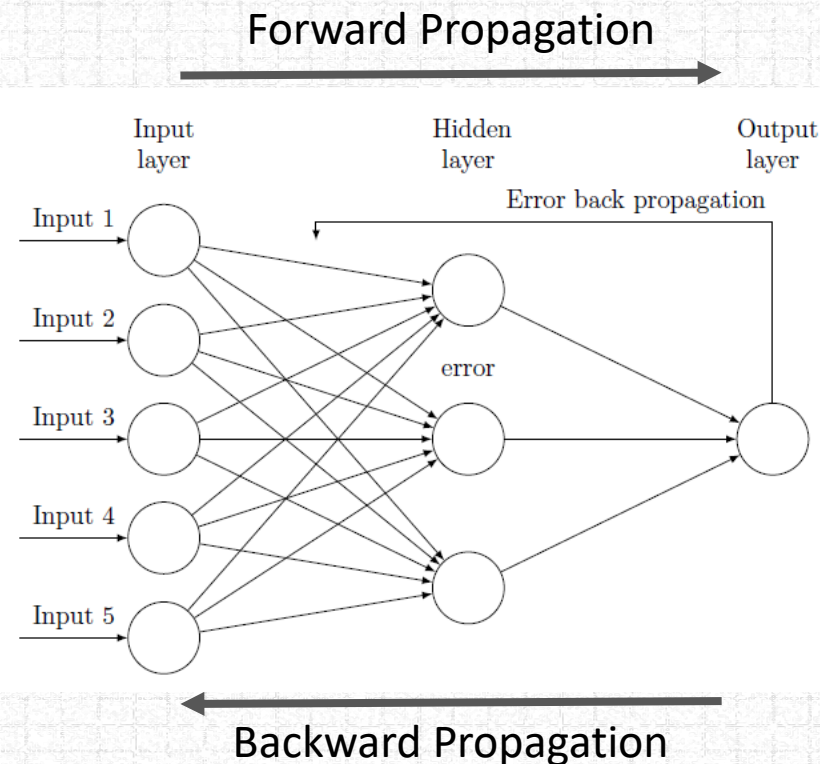 Forward Propagation
Input
layer
Hidden
layer
Output
layer
Error back propagation
Input 1
Input 2
error
Input 3
Input 4
Input 5
Backward Propagation